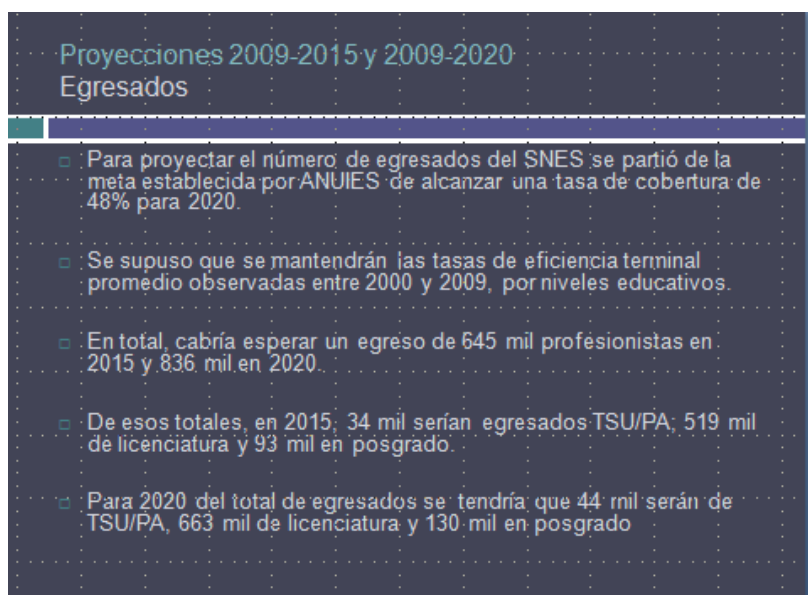 Proyecciones 2009-2015 y 2009-2020
Egresados
Para proyectar el número de egresados del SNES se partió de la
meta establecida por ANUIES de alcanzar una tasa de cobertura de
48% para 2020.
Se supuso que se mantendrán las tasas de eficiencia terminal
promedio observadas entre 2000 y 2009, por niveles educativos.
En total, cabría esperar un egreso de 645 mil profesionistas en
2015 y 836 mil en 2020.
De esos totales, en 2015, 34 mil serían egresados TSU/PA; 519 mil
de licenciatura y 93 mil en posgrado.
Para 2020 del total de egresados se tendría que 44 mil serán de
TSU/PA, 663 mil de licenciatura y 130 mil en posgrado